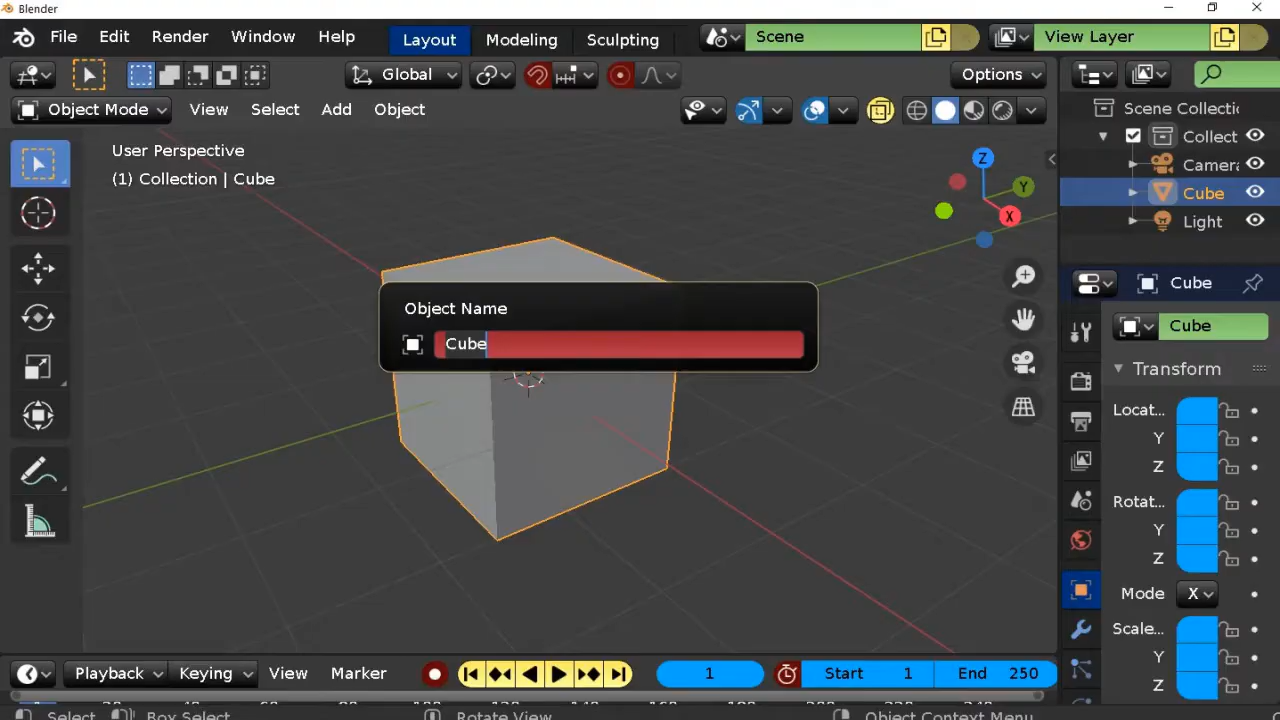 Blender
File Edit Render Window Help Layout Modeling Sculpting Scene View Layer
Global Options
Object Mode View Select Add Object
Scene Collectic
User Perspective
(1) Collection | Cube
Z
Y
X
Collect
Camera
Cube
Light
Object Name
Cube
Cube
Cube
Transform
Locat...
Y
Z
Rotat...
Y
Z
Mode X
Scale...
Y
Z
Playback Keying View Marker 1 Start 1 End 250
Select Box Select Rotate View Object Context Menu